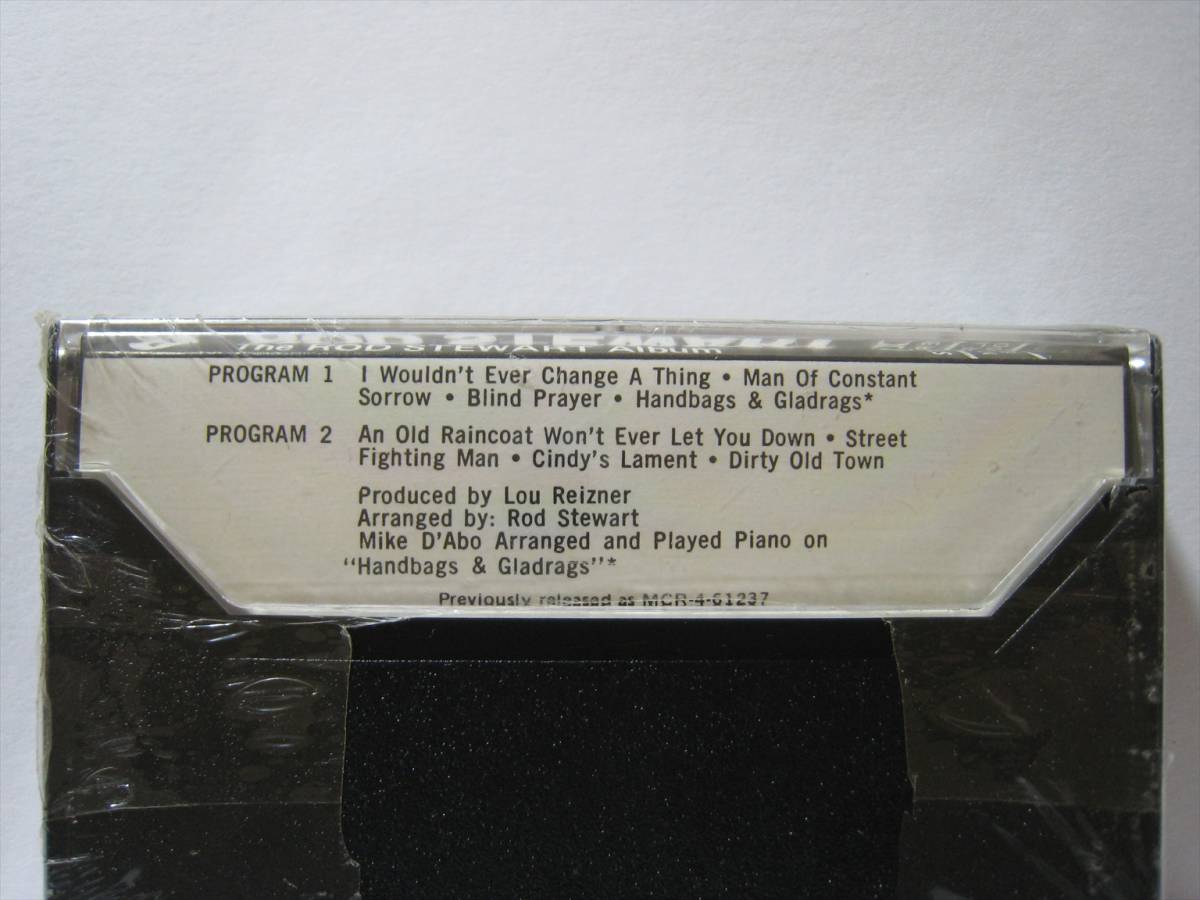 the ROD STEWART Album
PROGRAM 1 I Wouldn't Ever Change A Thing • Man Of Constant
Sorrow • Blind Prayer • Handbags & Gladrags*
PROGRAM 2 An Old Raincoat Won't Ever Let You Down • Street
Fighting Man • Cindy's Lament • Dirty Old Town
Produced by Lou Reizner
Arranged by: Rod Stewart
Mike D'Abo Arranged and Played Piano on
"Handbags & Gladrags"*
Previously released as MCR-4-61237